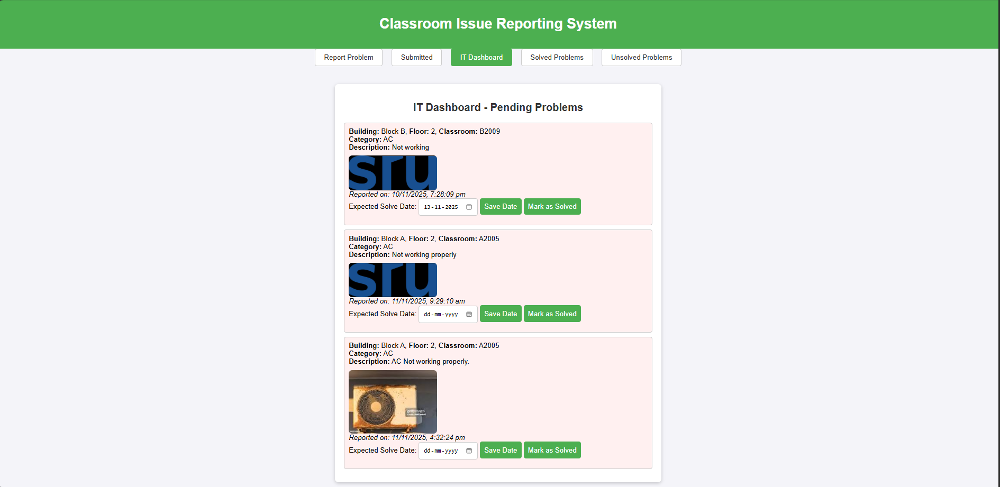 Classroom Issue Reporting System
Report Problem
Submitted
IT Dashboard
Solved Problems
Unsolved Problems
IT Dashboard - Pending Problems
Building: Block B, Floor: 2, Classroom: B2009
Category: AC
Description: Not working
sru
Reported on: 10/11/2025, 7:28:09 pm
Expected Solve Date: 13-11-2025 Save Date Mark as Solved
Building: Block A, Floor: 2, Classroom: A2005
Category: AC
Description: Not working properly
sru
Reported on: 11/11/2025, 9:29:10 am
Expected Solve Date: dd-mm-yyyy Save Date Mark as Solved
Building: Block A, Floor: 2, Classroom: A2005
Category: AC
Description: AC Not working properly.
gettyimages
Reported on: 11/11/2025, 4:32:24 pm
Expected Solve Date: dd-mm-yyyy Save Date Mark as Solved